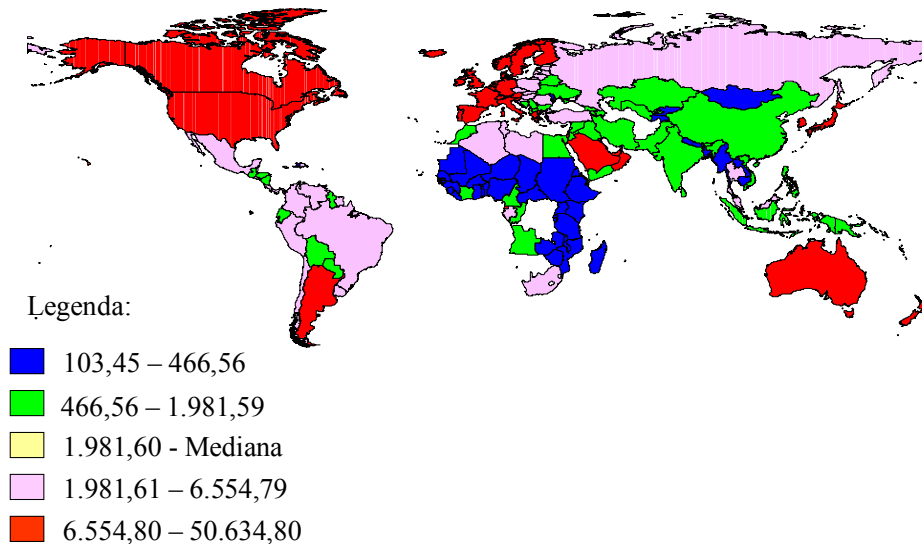 Legenda:
103,45 – 466,56
466,56 – 1.981,59
1.981,60 - Mediana
1.981,61 – 6.554,79
6.554,80 – 50.634,80